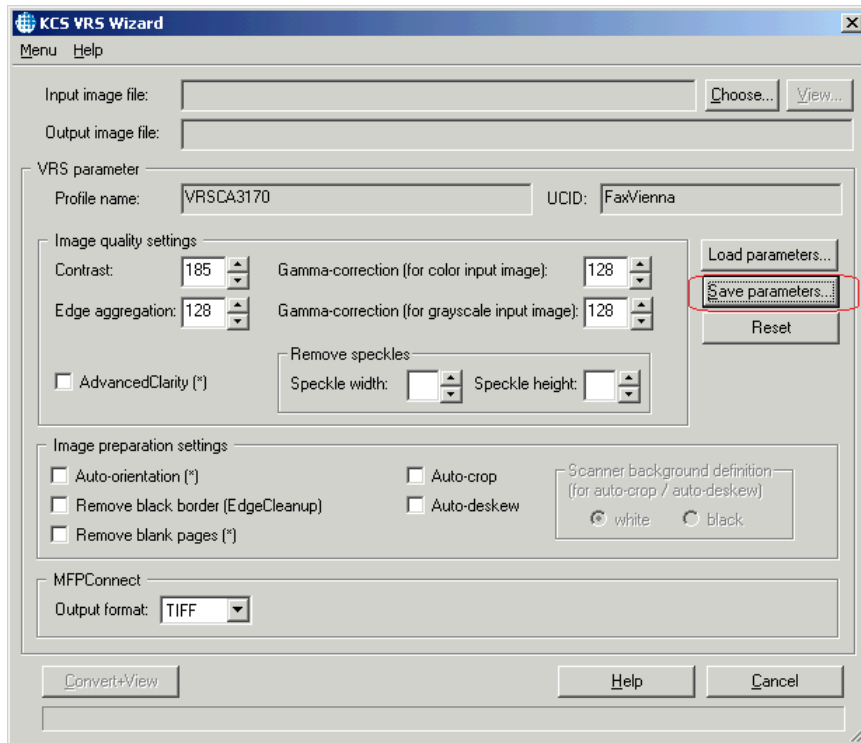 KCS VRS Wizard
Menu Help
Input image file: Choose... View...
Output image file:
VRS parameter
Profile name: VRSCA3170 UCID: FaxVienna
Image quality settings
Contrast: 185 Gamma-correction (for color input image): 128
Edge aggregation: 128 Gamma-correction (for grayscale input image): 128
Load parameters...
Save parameters...
Reset
Remove speckles
AdvancedClarity (*) Speckle width: Speckle height:
Image preparation settings
Auto-orientation (*) Auto-crop
Remove black border (EdgeCleanup) Auto-deskew
Remove blank pages (*)
Scanner background definition
(for auto-crop / auto-deskew)
white black
MFPConnect
Output format: TIFF
Convert+View Help Cancel